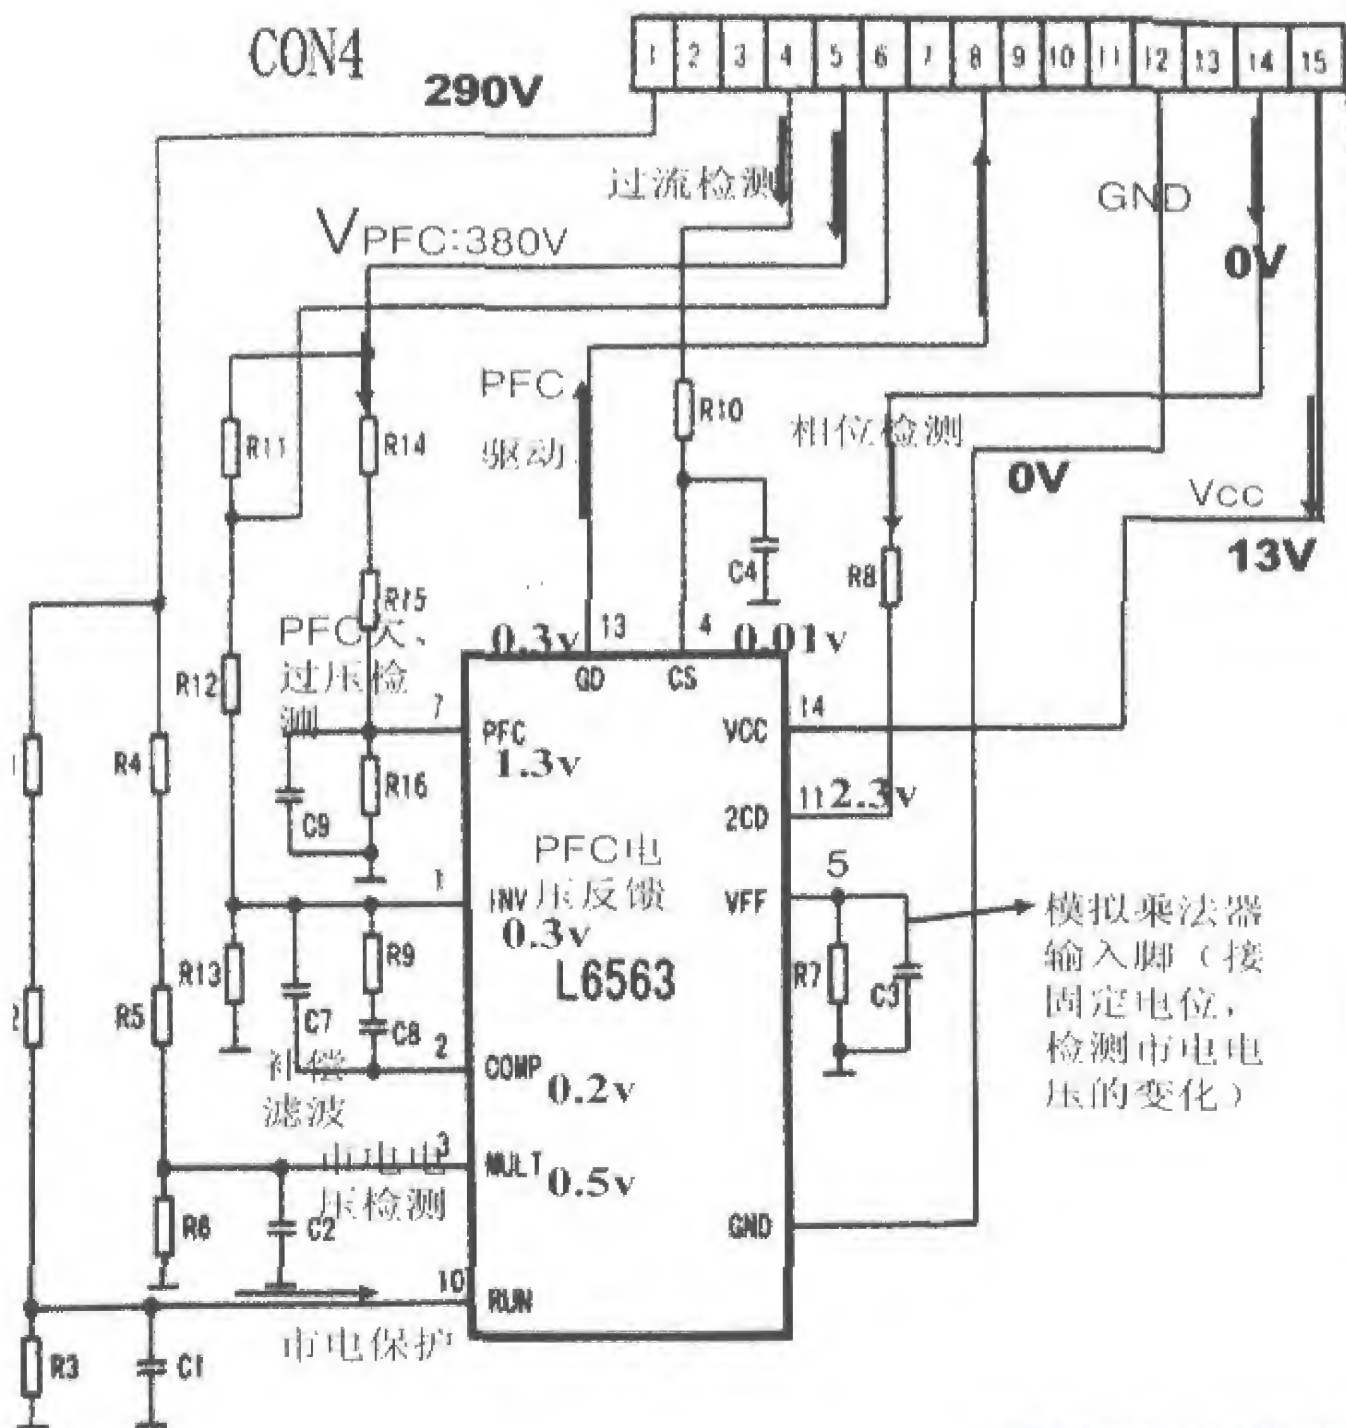 CON4
1 2 3 4 5 6 7 8 9 10 11 12 13 14 15
290V
过流检测
GND
VPFC:380V
0V
PFC
驱动
R10
相位检测
R11
R14
0V
Vcc
13V
C4
R8
R15
PFC欠、
过压检
测
0.3v
13
4
0.01v
GD
CS
R12
7
PFC
1.3v
VCC
14
R4
R16
C9
2CD
11
2.3v
PFC电
压反馈
1
INV
0.3v
VFF
5
模拟乘法器
输入脚（接
固定电位，
检测市电电
压的变化）
R13
R9
L6563
R7
C3
2
R5
C7
C8
2
COMP
0.2v
补偿
滤波
市电电
压检测
3
MULT
0.5v
R6
C2
GND
10
RUN
市电保护
R3
C1